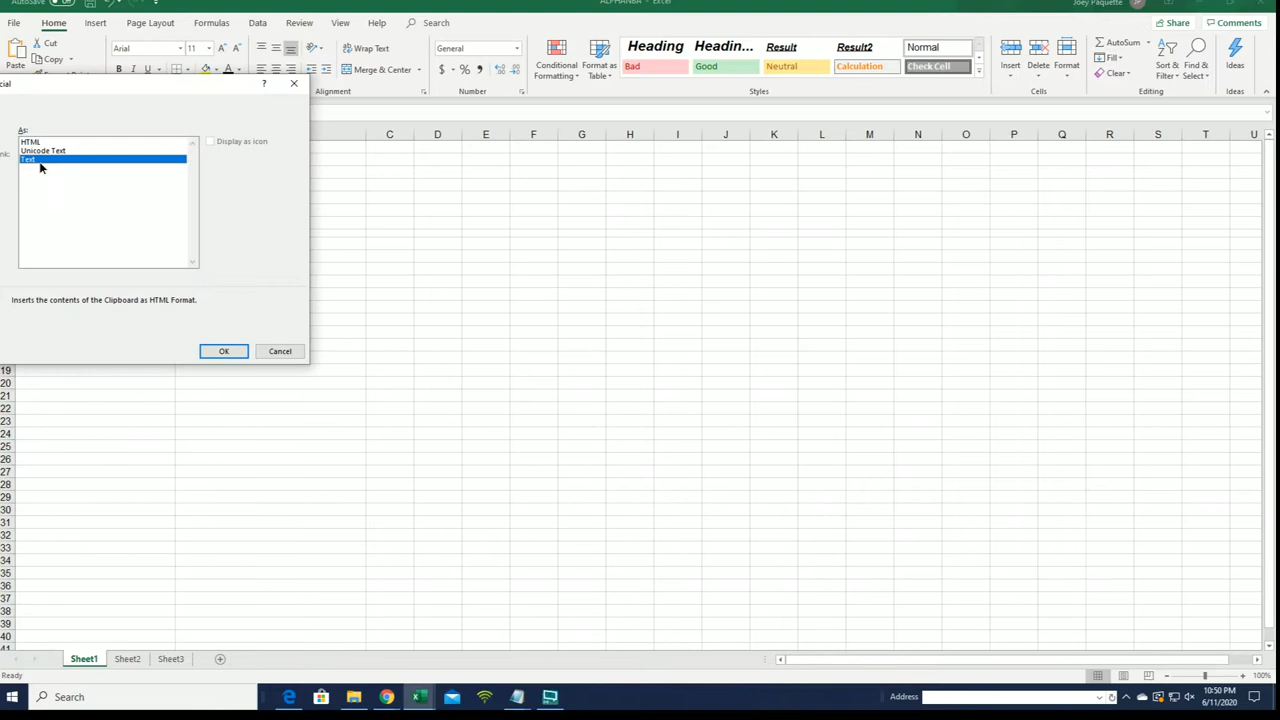 AutoSave Off
ALPHANBA - Excel
Joey Paquette JP
File Home Insert Page Layout Formulas Data Review View Help Search Share Comments
Paste Cut Copy
Arial 11
Wrap Text
Merge & Center
General
Conditional Formatting
Format as Table
Heading Headin... Result Result2 Normal
Bad Good Neutral Calculation Check Cell
Insert Delete Format
AutoSum Fill Clear
Sort & Filter
Find & Select
Ideas
Alignment Number Styles Cells Editing Ideas
cial ? ×
As:
HTML
Unicode Text
Text
nk:
Display as icon
Inserts the contents of the Clipboard as HTML Format.
OK Cancel
C D E F G H I J K L M N O P Q R S T U
19
20
21
22
23
24
25
26
27
28
29
30
31
32
33
34
35
36
37
38
39
40
41
Sheet1 Sheet2 Sheet3
Ready 100%
Search
Address
10:50 PM
6/11/2020